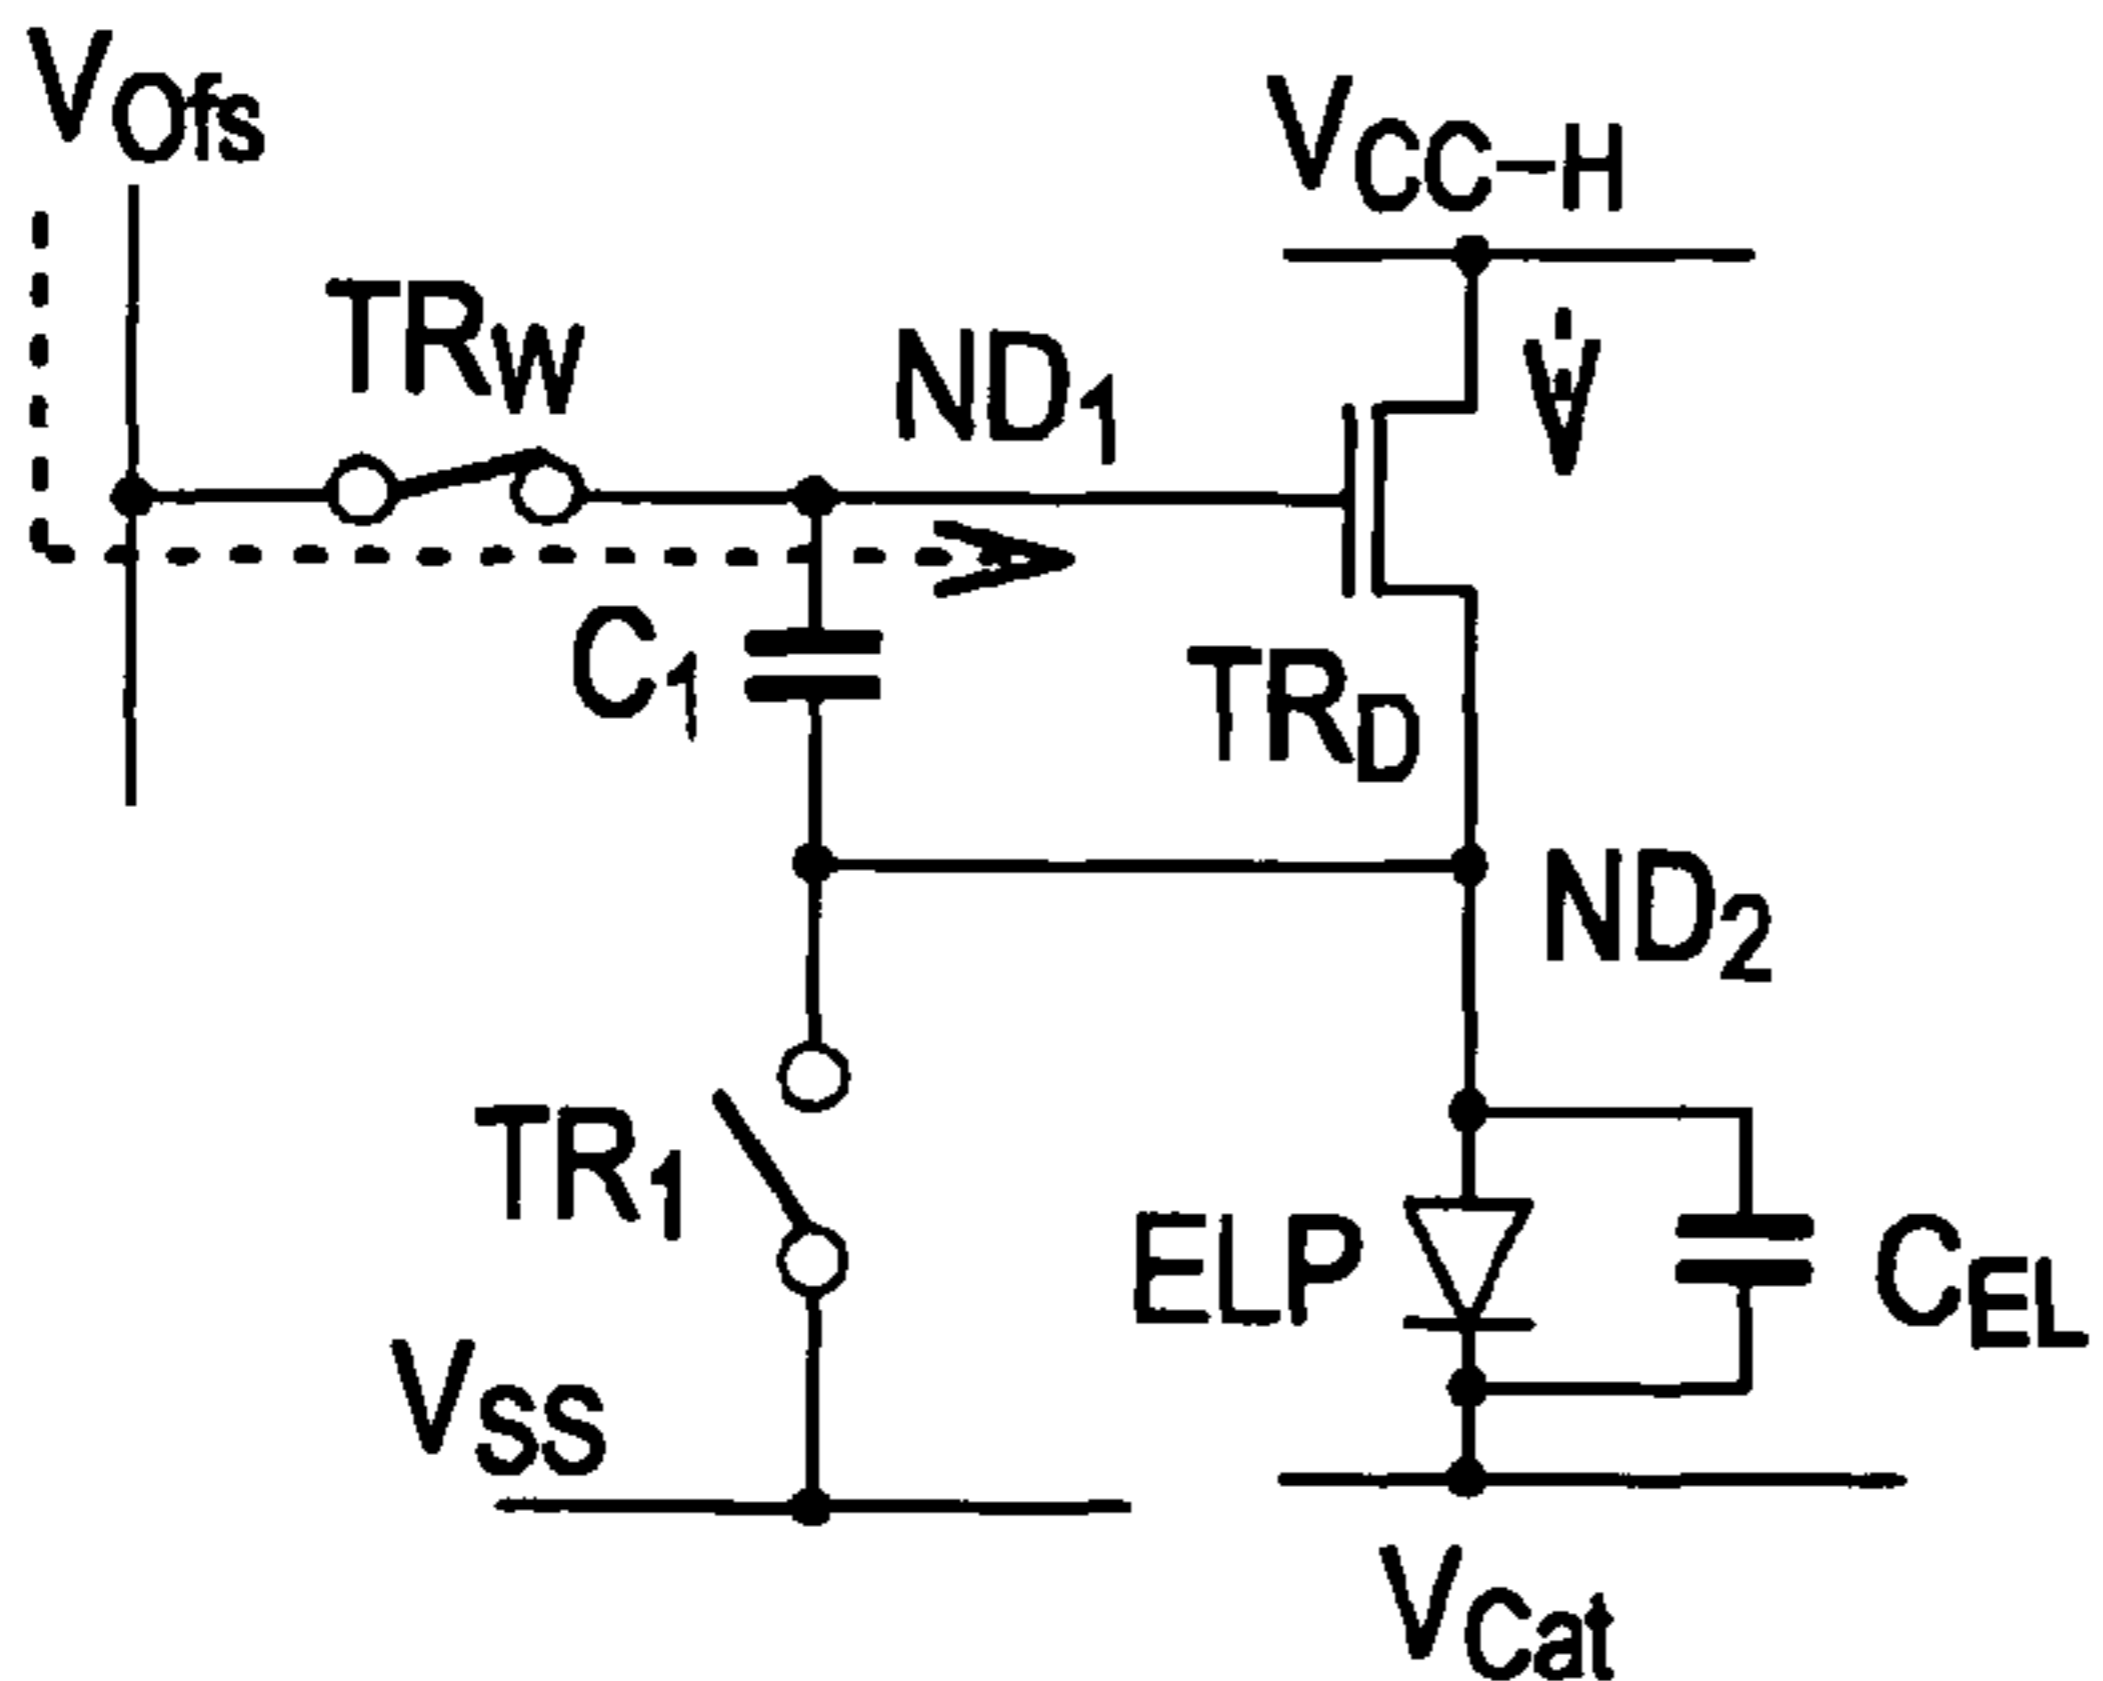 VOfs
VCC-H
TRW
ND1
C1
TRD
ND2
TR1
ELP
CEL
VSS
VCat